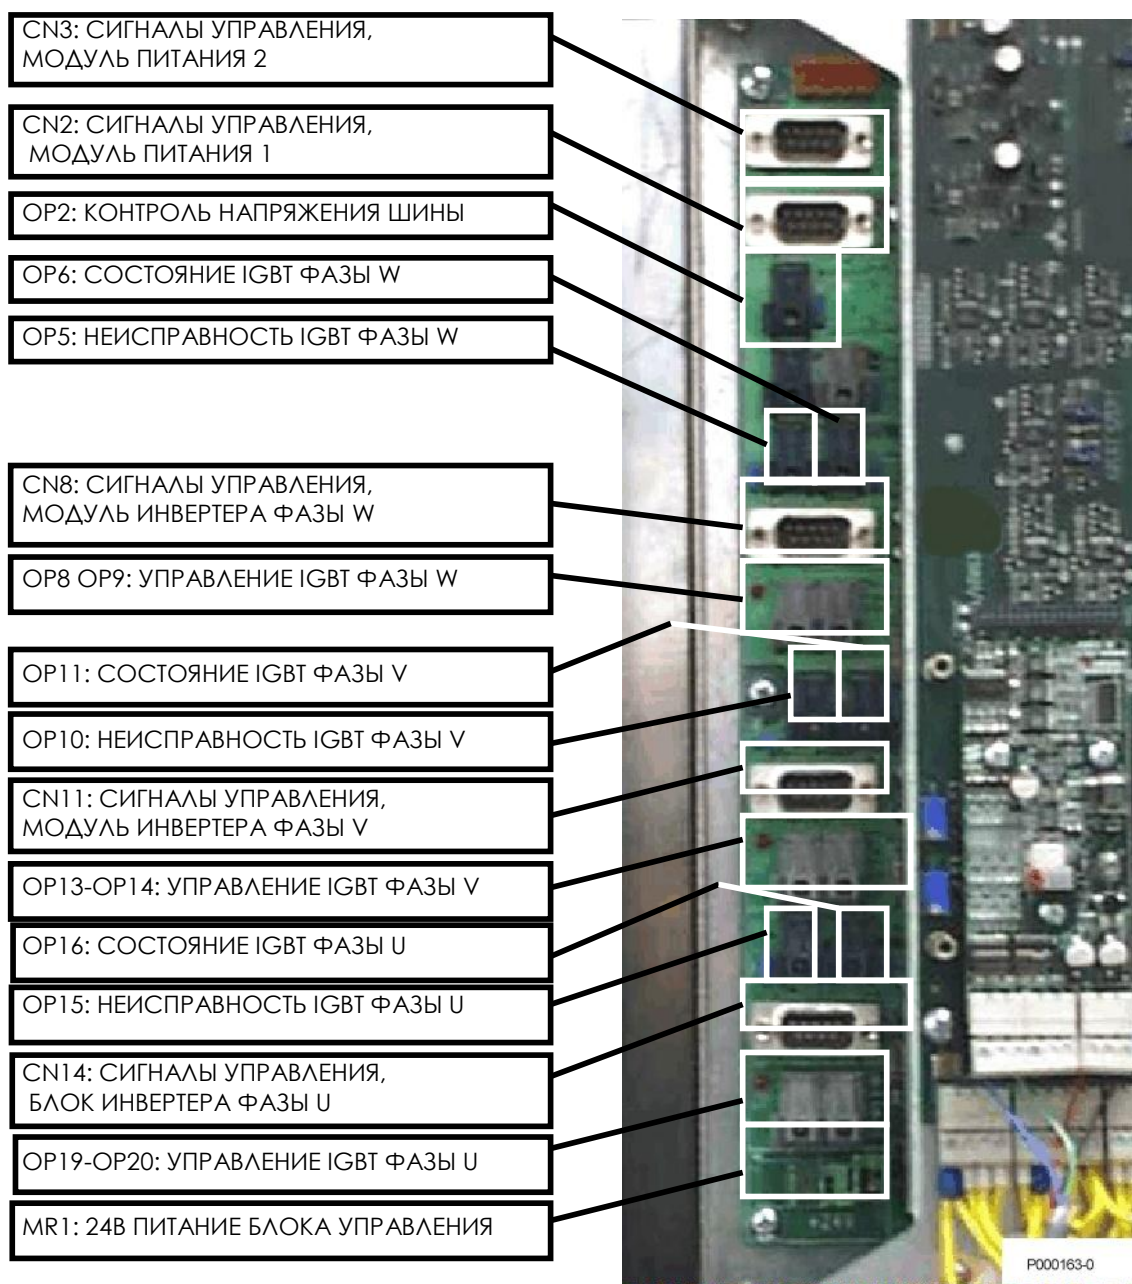 CN3: СИГНАЛЫ УПРАВЛЕНИЯ,
МОДУЛЬ ПИТАНИЯ 2
CN2: СИГНАЛЫ УПРАВЛЕНИЯ,
МОДУЛЬ ПИТАНИЯ 1
OP2: КОНТРОЛЬ НАПРЯЖЕНИЯ ШИНЫ
OP6: СОСТОЯНИЕ IGBT ФАЗЫ W
OP5: НЕИСПРАВНОСТЬ IGBT ФАЗЫ W
CN8: СИГНАЛЫ УПРАВЛЕНИЯ,
МОДУЛЬ ИНВЕРТЕРА ФАЗЫ W
OP8 OP9: УПРАВЛЕНИЕ IGBT ФАЗЫ W
OP11: СОСТОЯНИЕ IGBT ФАЗЫ V
OP10: НЕИСПРАВНОСТЬ IGBT ФАЗЫ V
CN11: СИГНАЛЫ УПРАВЛЕНИЯ,
МОДУЛЬ ИНВЕРТЕРА ФАЗЫ V
OP13-OP14: УПРАВЛЕНИЕ IGBT ФАЗЫ V
OP16: СОСТОЯНИЕ IGBT ФАЗЫ U
OP15: НЕИСПРАВНОСТЬ IGBT ФАЗЫ U
CN14: СИГНАЛЫ УПРАВЛЕНИЯ,
БЛОК ИНВЕРТЕРА ФАЗЫ U
OP19-OP20: УПРАВЛЕНИЕ IGBT ФАЗЫ U
MR1: 24В ПИТАНИЕ БЛОКА УПРАВЛЕНИЯ
P000163-0